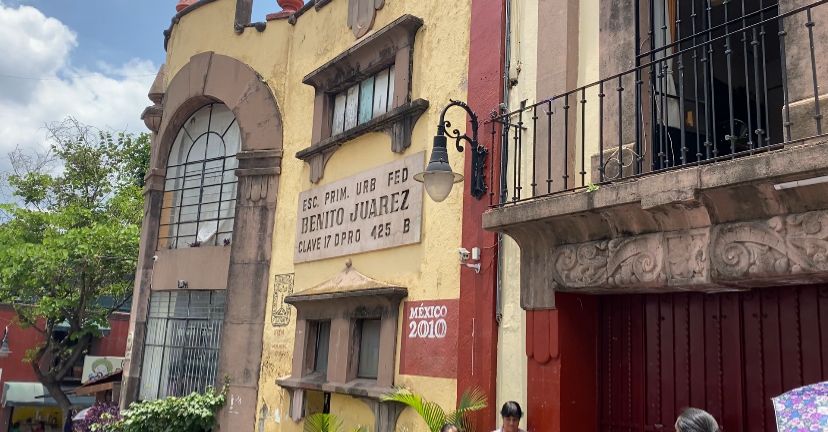 ESC. PRIM. URB FED
BENITO JUAREZ
CLAVE 17 DPRO 425 B
MÉXICO
2010